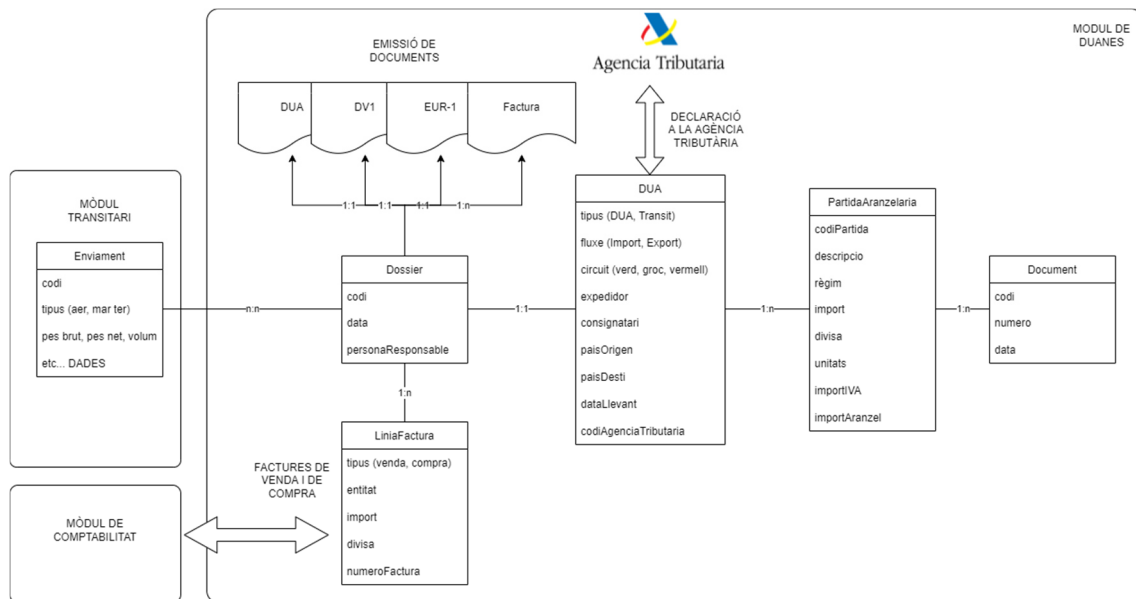 MODUL DE
DUANES
EMISSIÓ DE
DOCUMENTS
Agencia Tributaria
DUA
DV1
EUR-1
Factura
DECLARACIÓ
A LA AGÈNCIA
TRIBUTÀRIA
1:1
1:1
1:1
1:n
MÒDUL
TRANSITARI
Enviament
codi
tipus (aer, mar ter)
pes brut, pes net, volum
etc... DADES
n:n
Dossier
codi
data
personaResponsable
1:1
DUA
tipus (DUA, Transit)
fluxe (Import, Export)
circuit (verd, groc, vermell)
expedidor
consignatari
paisOrigen
paisDesti
dataLlevant
codiAgenciaTributaria
1:n
PartidaAranzelaria
codiPartida
descripcio
règim
import
divisa
unitats
importIVA
importAranzel
1:n
Document
codi
numero
data
1:n
LiniaFactura
tipus (venda, compra)
entitat
import
divisa
numeroFactura
FACTURES DE
VENDA I DE
COMPRA
MÒDUL DE
COMPTABILITAT